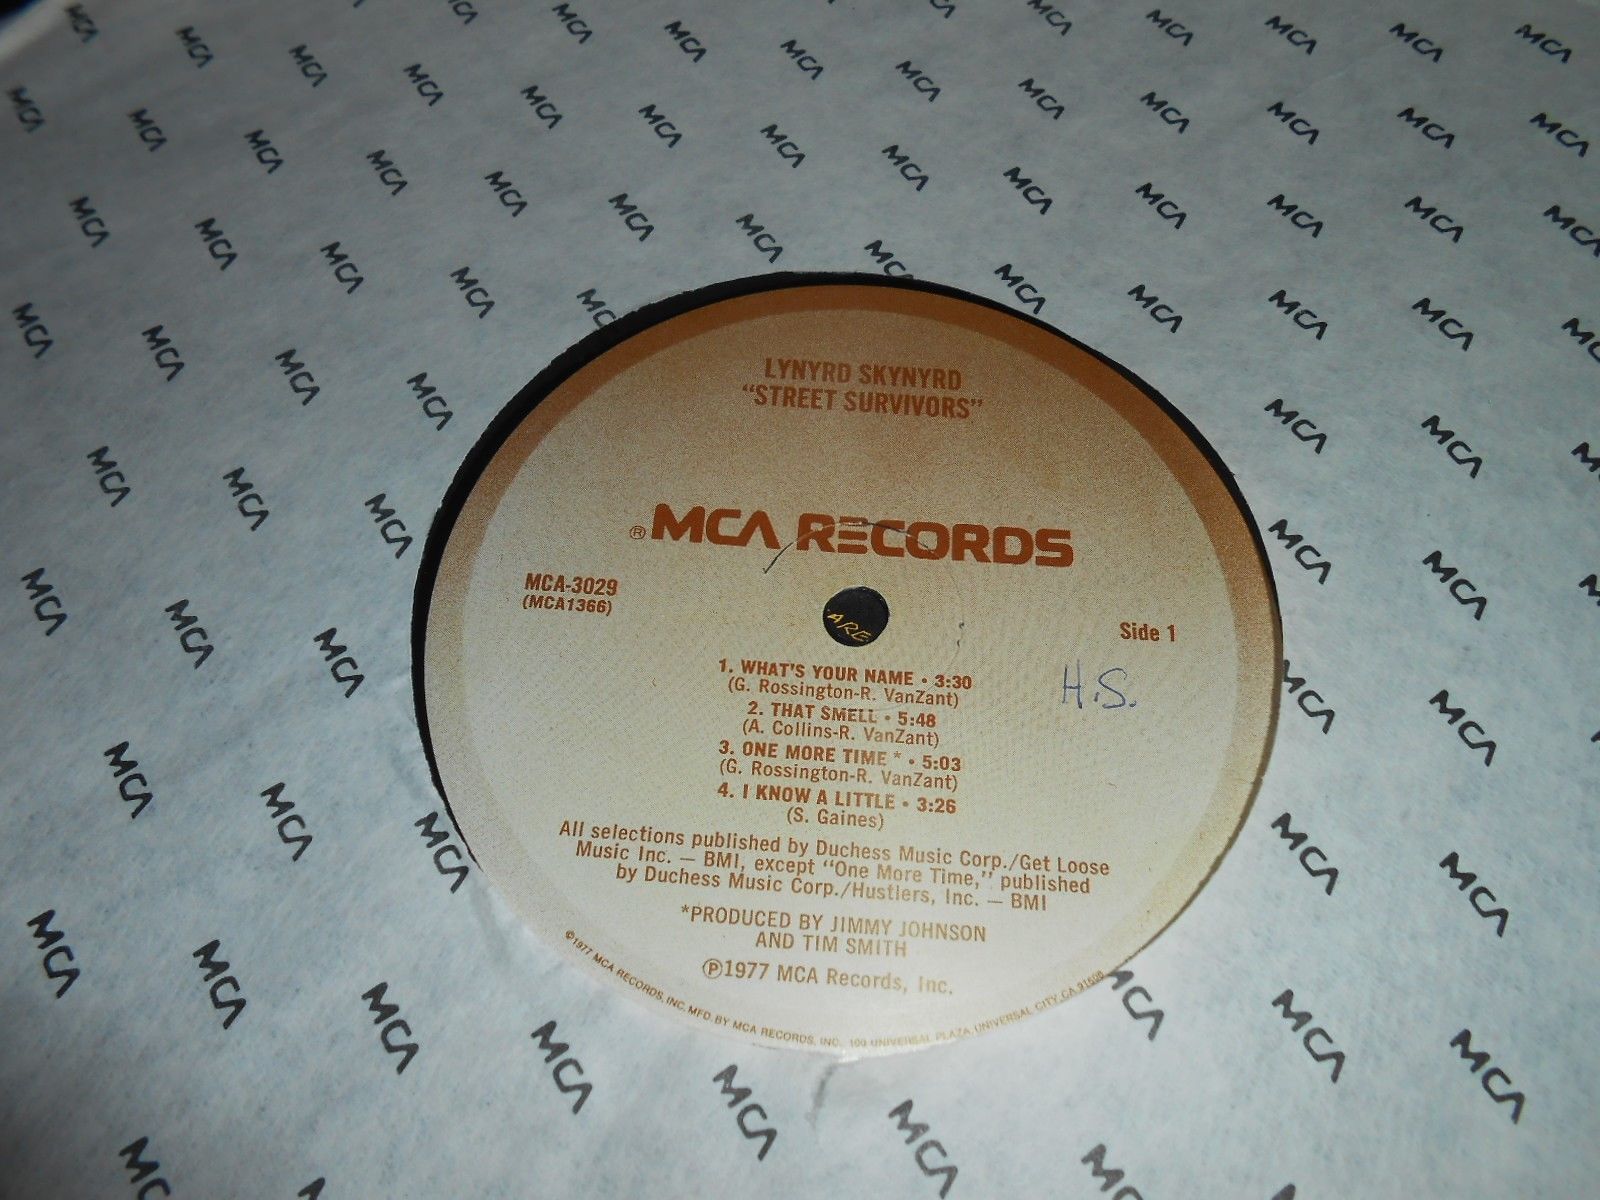 LYNYRD SKYNYRD
"STREET SURVIVORS"
® MCA RECORDS
MCA-3029
(MCA1366)
Side 1
ARE
H.S.
1. WHAT'S YOUR NAME • 3:30
(G. Rossington-R. VanZant)
2. THAT SMELL • 5:48
(A. Collins-R. VanZant)
3. ONE MORE TIME * • 5:03
(G. Rossington-R. VanZant)
4. I KNOW A LITTLE • 3:26
(S. Gaines)
All selections published by Duchess Music Corp./Get Loose
Music Inc. — BMI, except "One More Time," published
by Duchess Music Corp./Hustlers, Inc. — BMI
*PRODUCED BY JIMMY JOHNSON
AND TIM SMITH
℗1977 MCA Records, Inc.
©1977 MCA RECORDS, INC. MFD. BY MCA RECORDS, INC. 100 UNIVERSAL PLAZA, UNIVERSAL CITY, CA. 91608
MCA